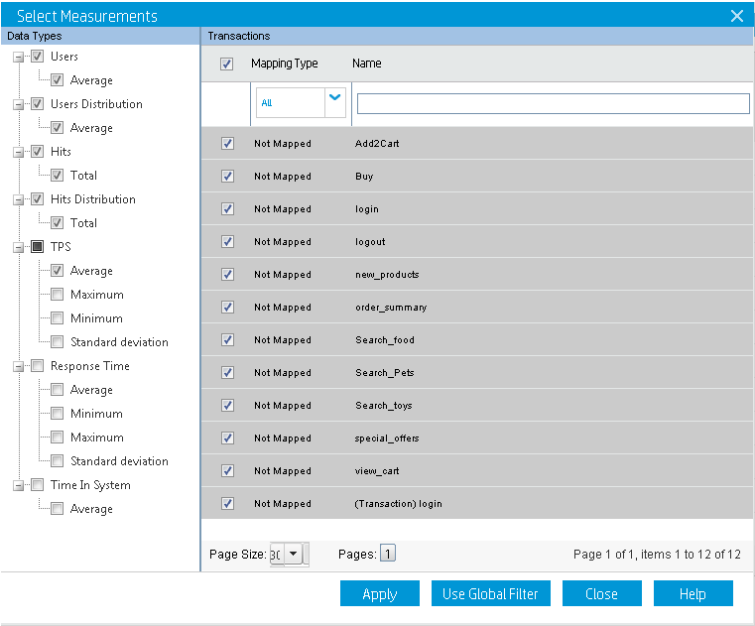 Select Measurements
Data Types
Users
Average
Users Distribution
Average
Hits
Total
Hits Distribution
Total
TPS
Average
Maximum
Minimum
Standard deviation
Response Time
Average
Minimum
Maximum
Standard deviation
Time In System
Average
Transactions
Mapping Type Name
All
Not Mapped Add2Cart
Not Mapped Buy
Not Mapped login
Not Mapped logout
Not Mapped new_products
Not Mapped order_summary
Not Mapped Search_food
Not Mapped Search_Pets
Not Mapped Search_toys
Not Mapped special_offers
Not Mapped view_cart
Not Mapped (Transaction) login
Page Size: Pages: 1 Page 1 of 1, items 1 to 12 of 12
Apply Use Global Filter Close Help